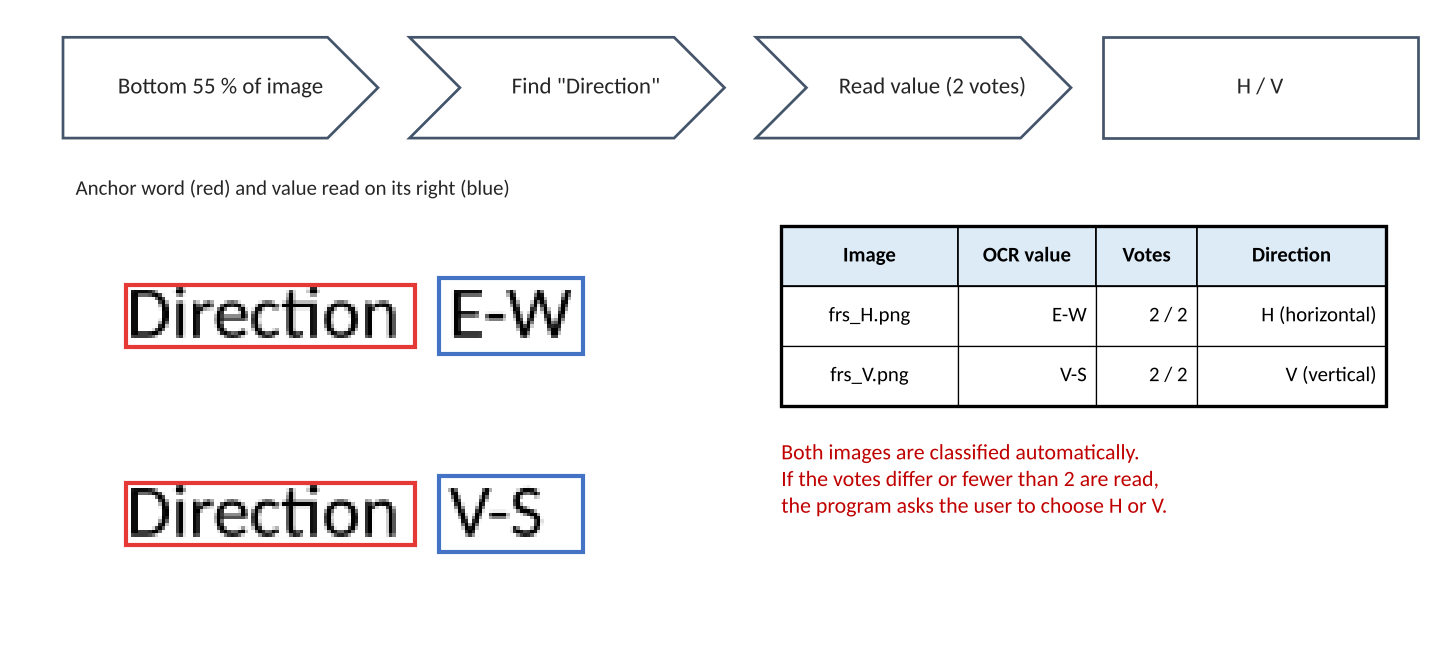 Bottom 55 % of image
Find "Direction"
Read value (2 votes)
H / V
Anchor word (red) and value read on its right (blue)
Direction E-W
Direction V-S
Image OCR value Votes Direction
frs_H.png E-W 2 / 2 H (horizontal)
frs_V.png V-S 2 / 2 V (vertical)
Both images are classified automatically.
If the votes differ or fewer than 2 are read,
the program asks the user to choose H or V.